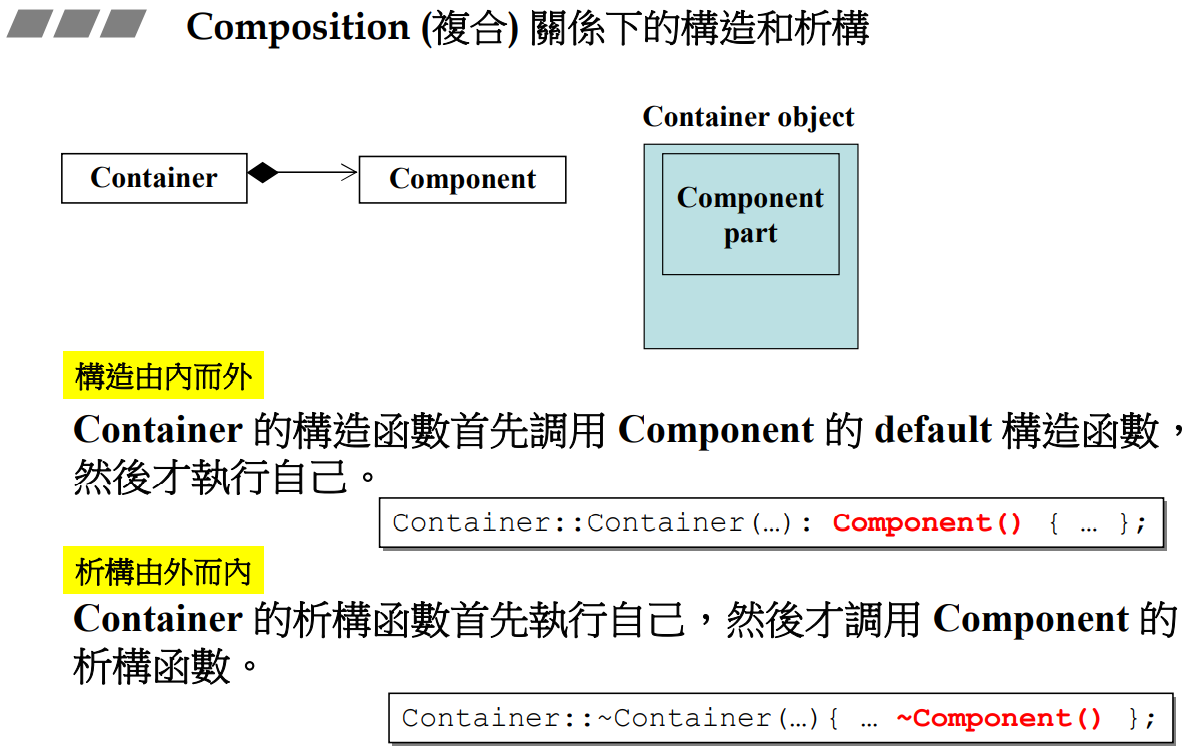 Composition (複合) 關係下的構造和析構
Container object
Container
Component
Component
part
構造由內而外
Container 的構造函數首先調用 Component 的 default 構造函數，
然後才執行自己。
Container::Container(…): Component() { … };
析構由外而內
Container 的析構函數首先執行自己，然後才調用 Component 的
析構函數。
Container::~Container(…){ … ~Component() };